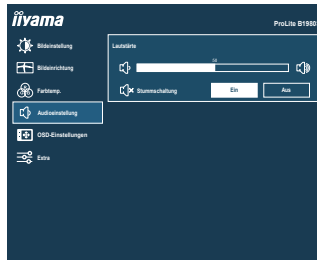 iiyama
ProLite B1980
Bildeinstellung
Lautstärke
50
Bildeinrichtung
Farbtemp.
Stummschaltung
Ein
Aus
Audioeinstellung
OSD-Einstellungen
Extra